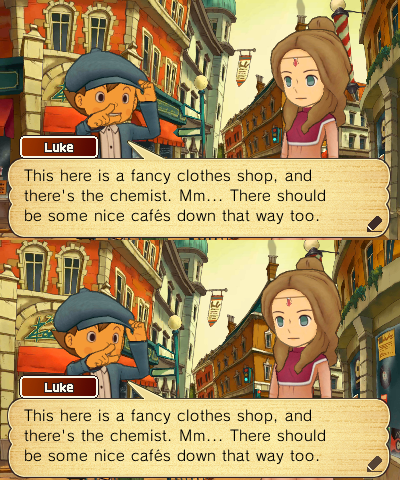 Luke
This here is a fancy clothes shop, and
there's the chemist. Mm... There should
be some nice cafés down that way too.
Luke
This here is a fancy clothes shop, and
there's the chemist. Mm... There should
be some nice cafés down that way too.